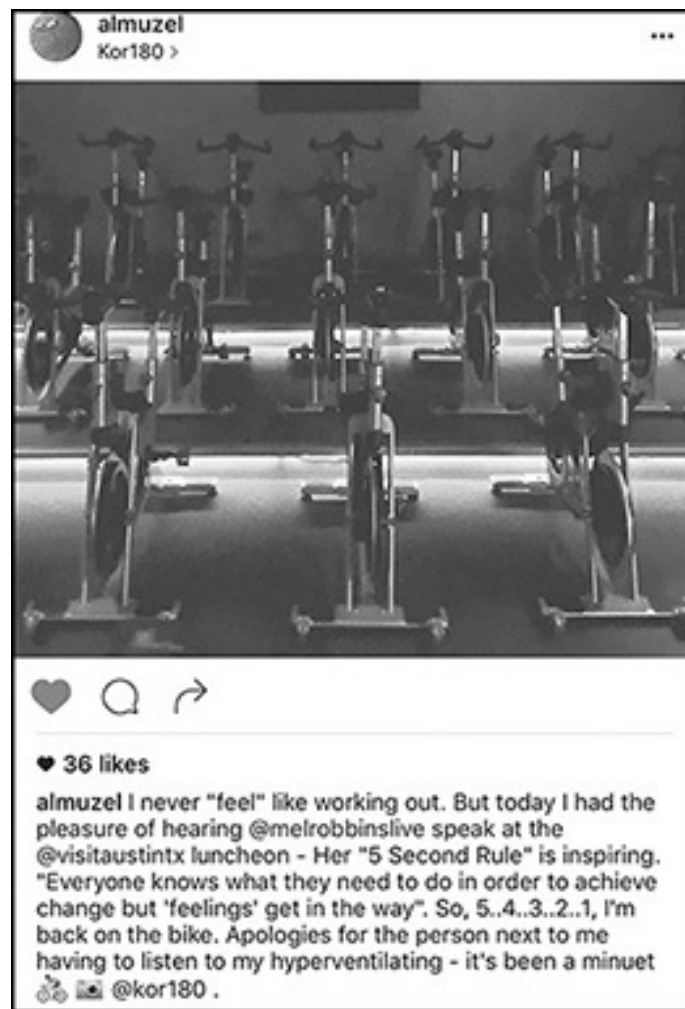 almuzel
Kor180 >
36 likes
almuzel I never "feel" like working out. But today I had the
pleasure of hearing @melrobbinslive speak at the
@visitaustintx luncheon - Her "5 Second Rule" is inspiring.
"Everyone knows what they need to do in order to achieve
change but 'feelings' get in the way". So, 5..4..3..2..1, I'm
back on the bike. Apologies for the person next to me
having to listen to my hyperventilating - it's been a minuet
🚴 📷 @kor180 .